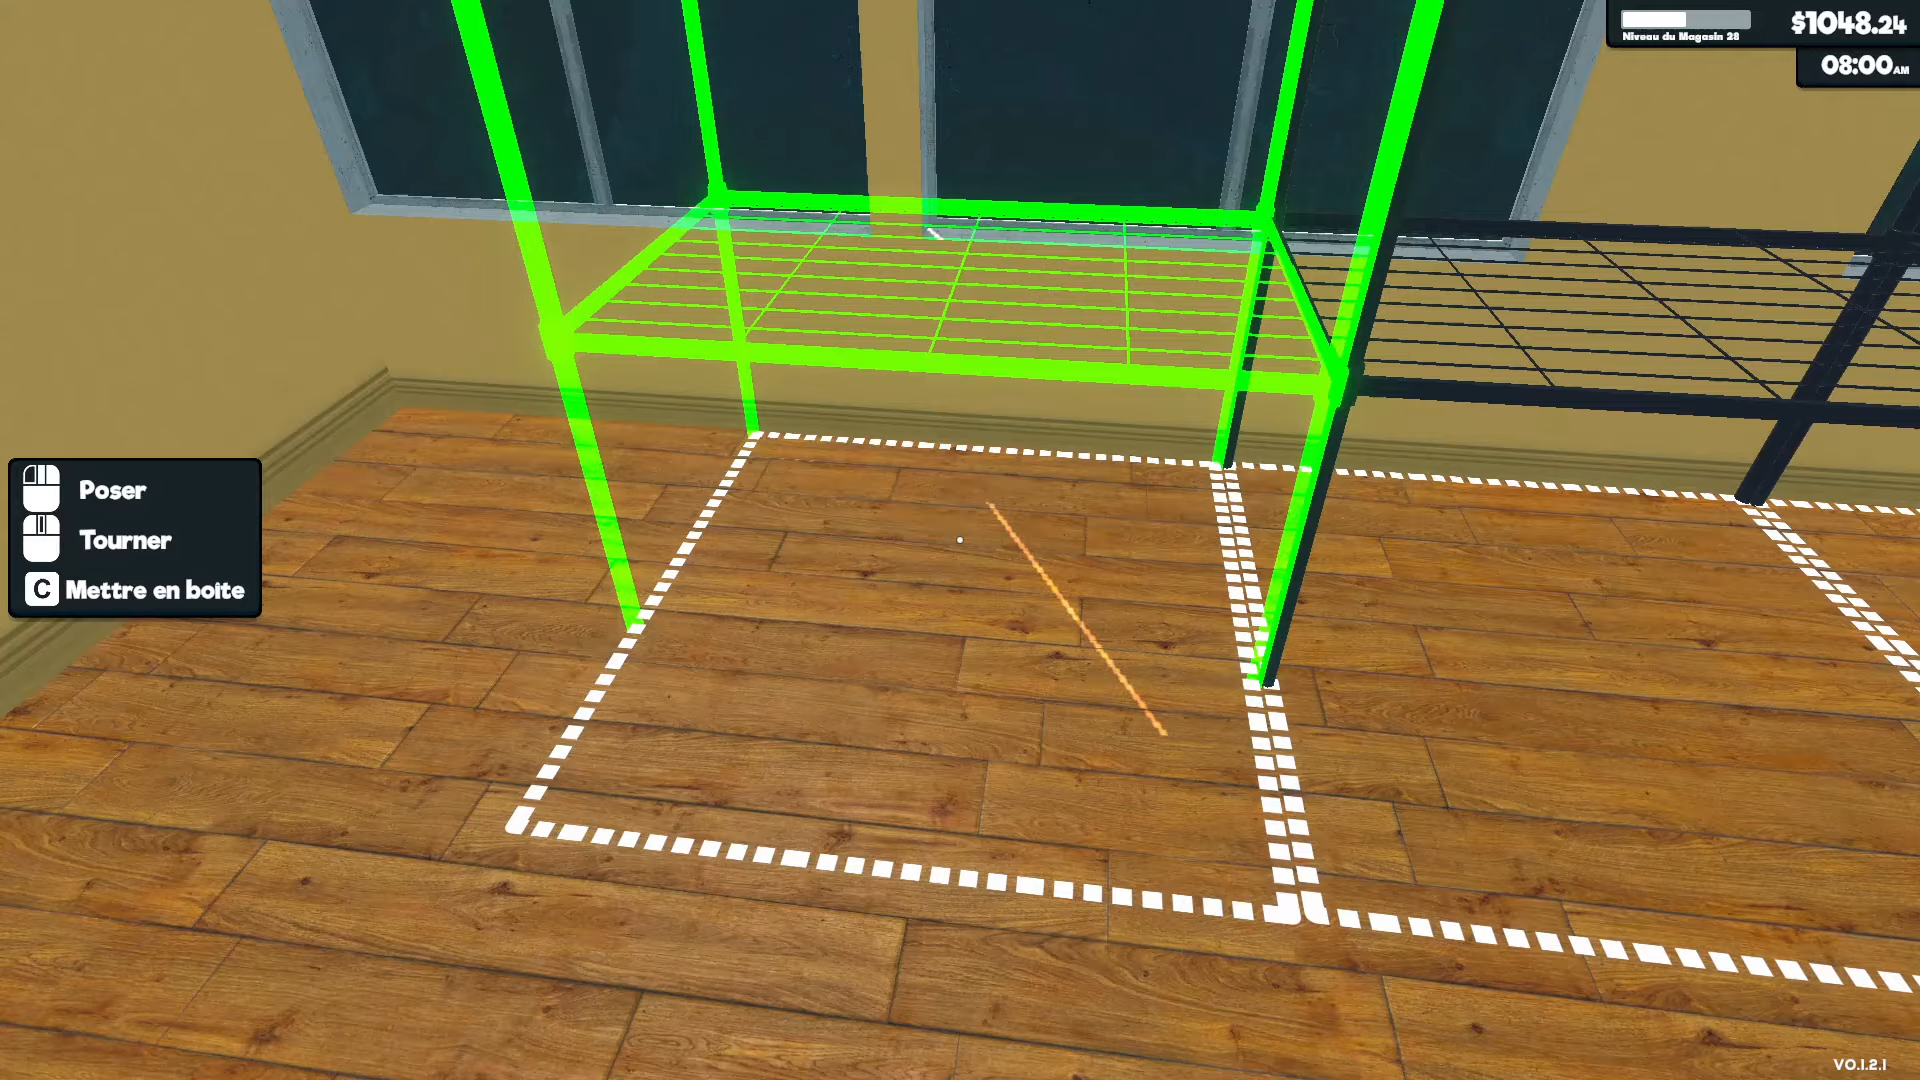 $1048.24
Niveau du Magasin 28
08:00AM
Poser
Tourner
C Mettre en boite
V0.1.2.1